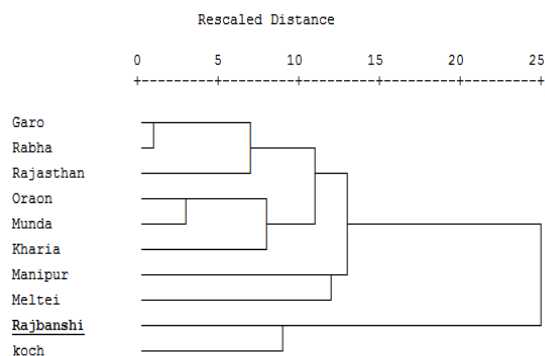 Rescaled Distance
0 5 10 15 20 25
Garo
Rabha
Rajasthan
Oraon
Munda
Kharia
Manipur
Meltei
Rajbanshi
koch